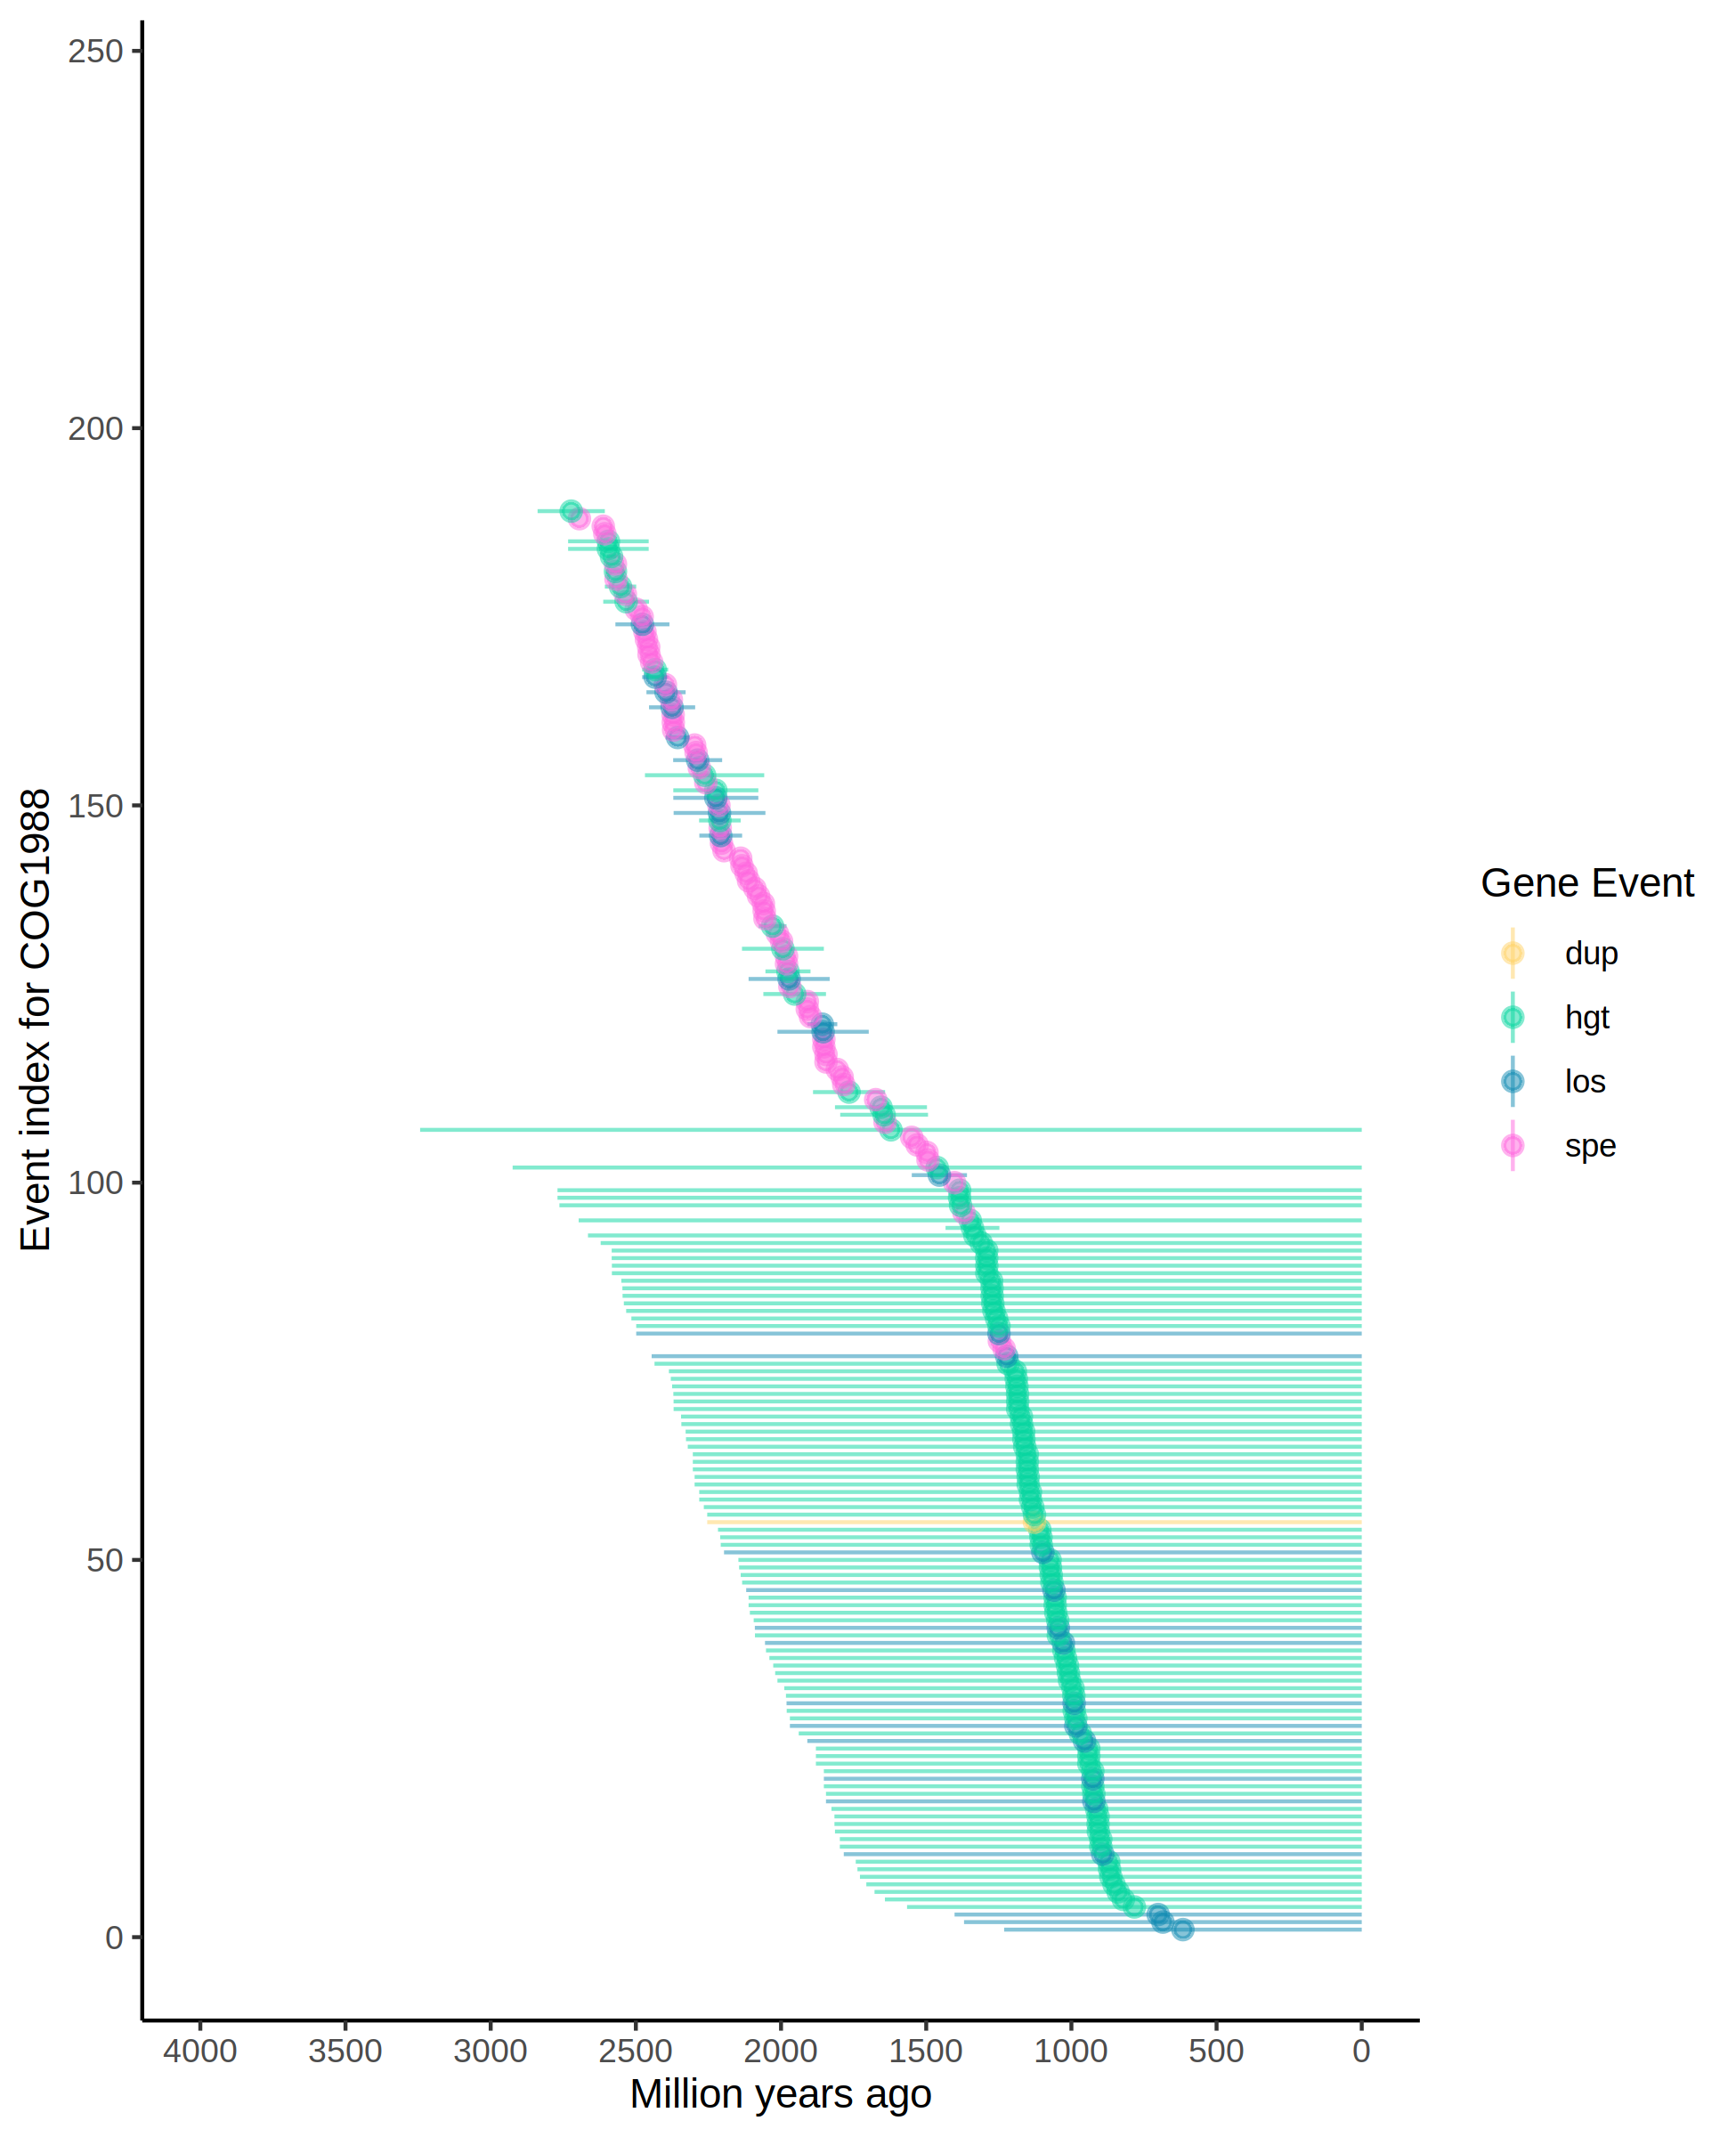 250
200
150
100
50
0
Event index for COG1988
4000 3500 3000 2500 2000 1500 1000 500 0
Million years ago
Gene Event
dup
hgt
los
spe